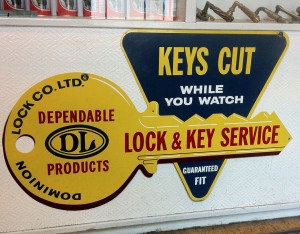 KEYS CUT
WHILE
YOU WATCH
DOMINION LOCK CO. LTD.
DEPENDABLE
DL
PRODUCTS
LOCK & KEY SERVICE
GUARANTEED
FIT